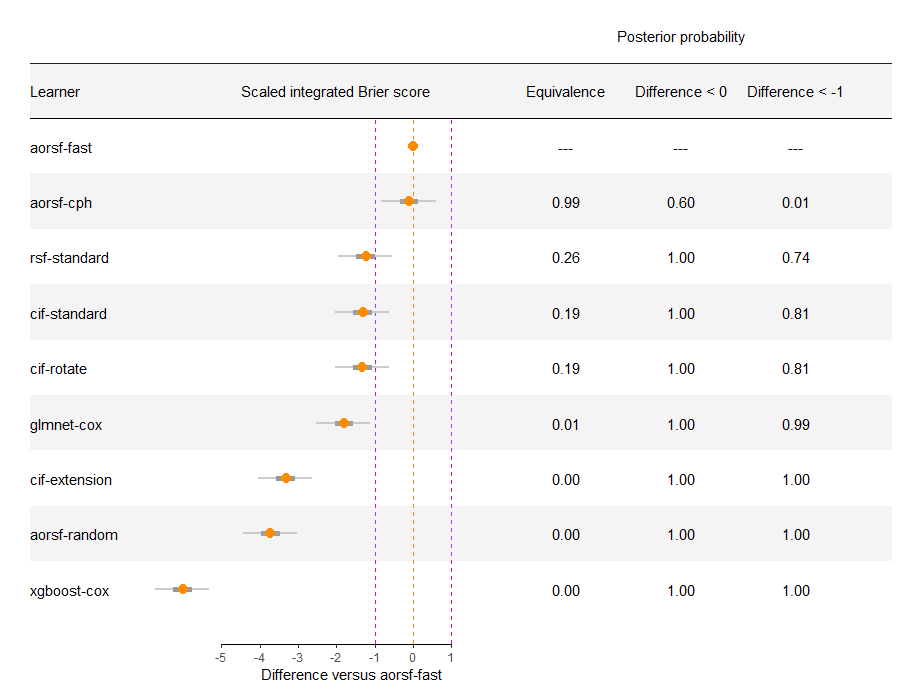 Posterior probability
Learner Scaled integrated Brier score Equivalence Difference < 0 Difference < -1
aorsf-fast --- --- ---
aorsf-cph 0.99 0.60 0.01
rsf-standard 0.26 1.00 0.74
cif-standard 0.19 1.00 0.81
cif-rotate 0.19 1.00 0.81
glmnet-cox 0.01 1.00 0.99
cif-extension 0.00 1.00 1.00
aorsf-random 0.00 1.00 1.00
xgboost-cox 0.00 1.00 1.00
-5 -4 -3 -2 -1 0 1
Difference versus aorsf-fast